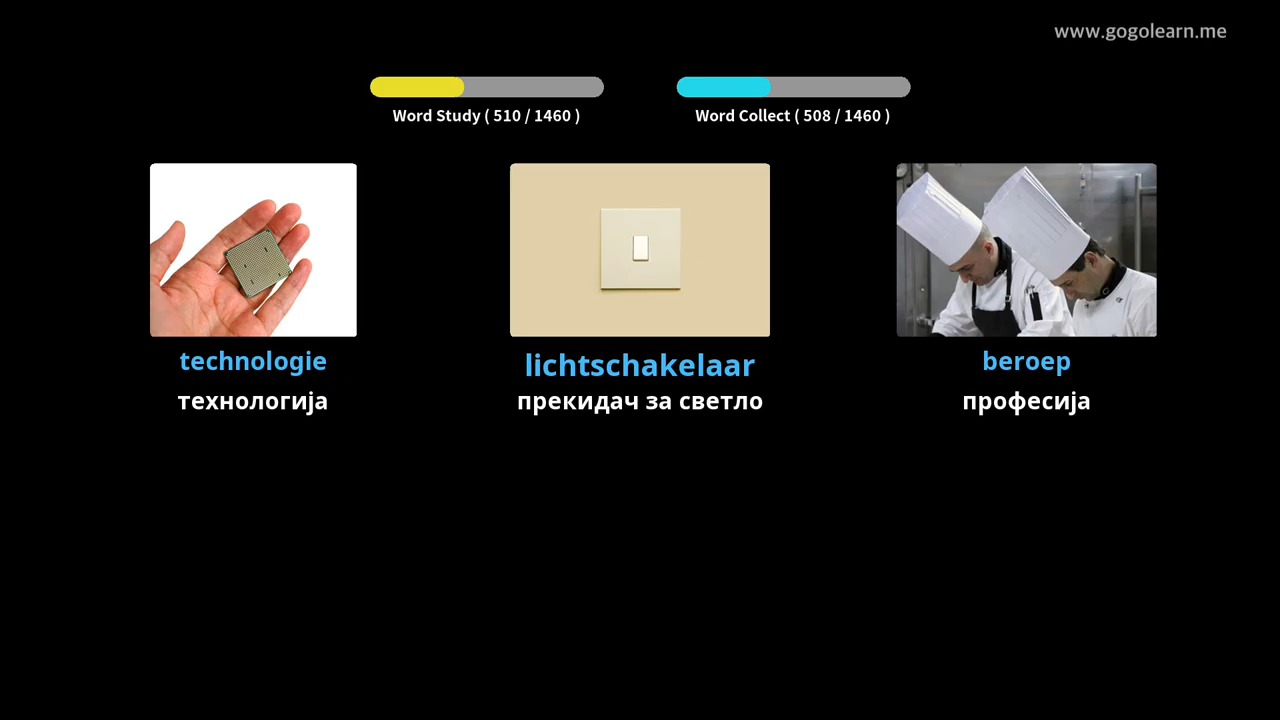 www.gogolearn.me
Word Study ( 510 / 1460 )
Word Collect ( 508 / 1460 )
technologie
технологија
lichtschakelaar
прекидач за светло
beroep
професија